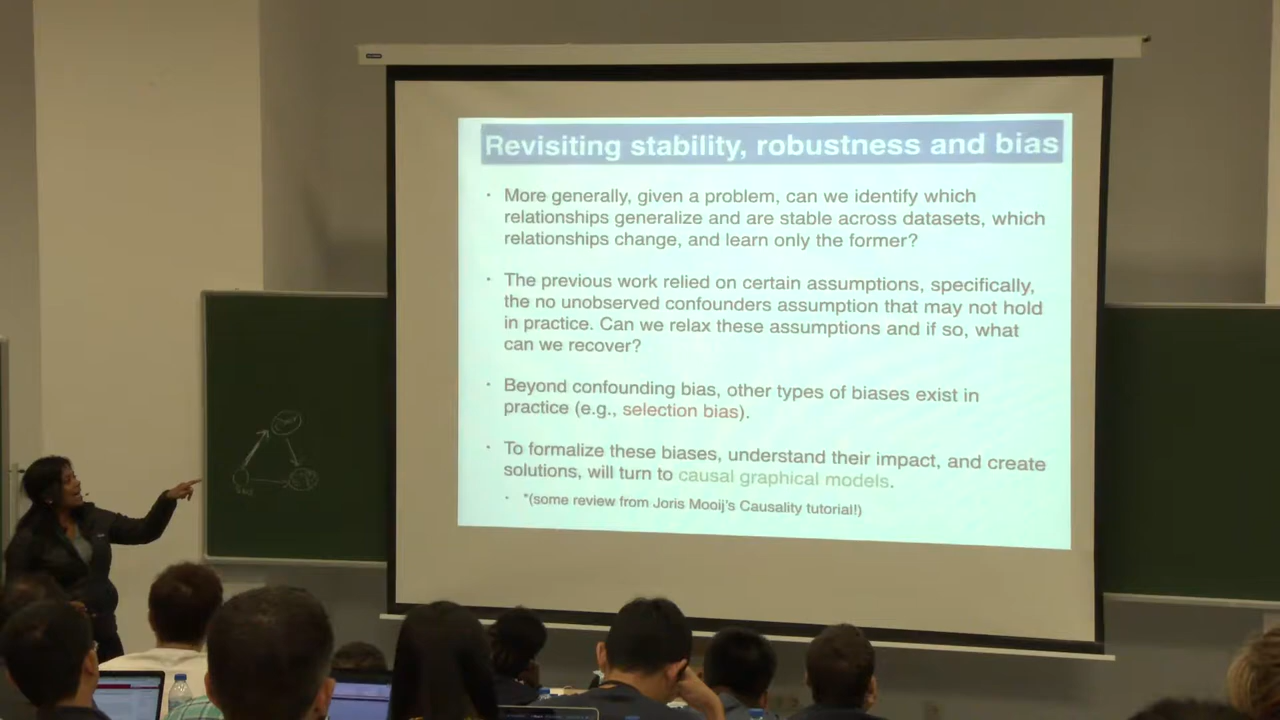 Revisiting stability, robustness and bias
· More generally, given a problem, can we identify which
relationships generalize and are stable across datasets, which
relationships change, and learn only the former?
· The previous work relied on certain assumptions, specifically,
the no unobserved confounders assumption that may not hold
in practice. Can we relax these assumptions and if so, what
can we recover?
· Beyond confounding bias, other types of biases exist in
practice (e.g., selection bias).
· To formalize these biases, understand their impact, and create
solutions, will turn to causal graphical models.
· *(some review from Joris Mooij's Causality tutorial!)